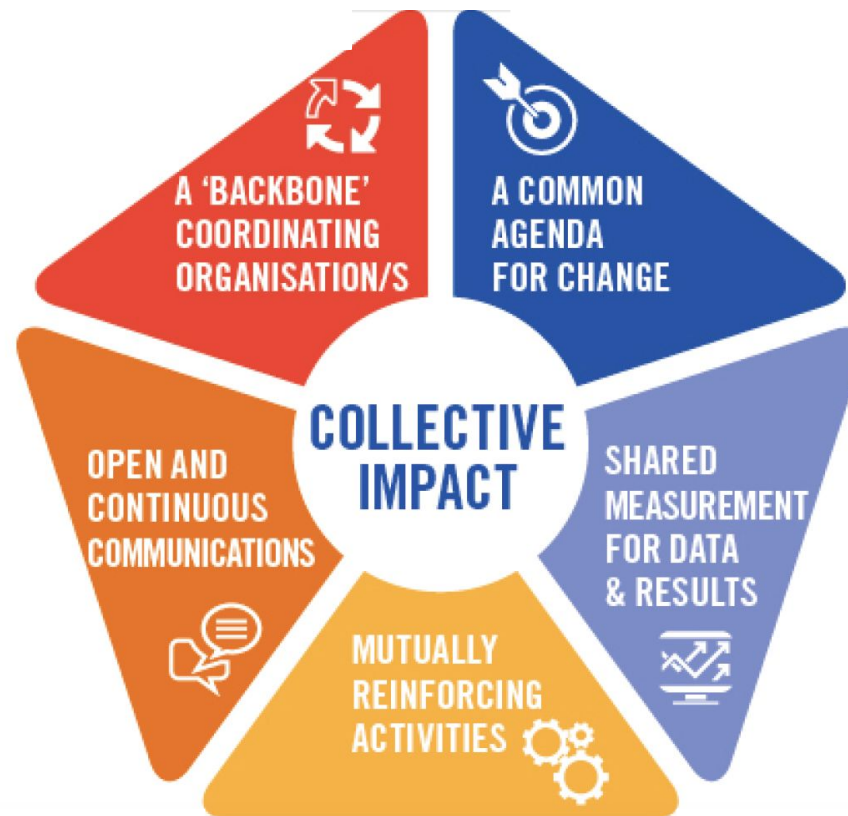 A ‘BACKBONE’
COORDINATING
ORGANISATION/S
A COMMON
AGENDA
FOR CHANGE
COLLECTIVE
IMPACT
OPEN AND
CONTINUOUS
COMMUNICATIONS
SHARED
MEASUREMENT
FOR DATA
& RESULTS
MUTUALLY
REINFORCING
ACTIVITIES